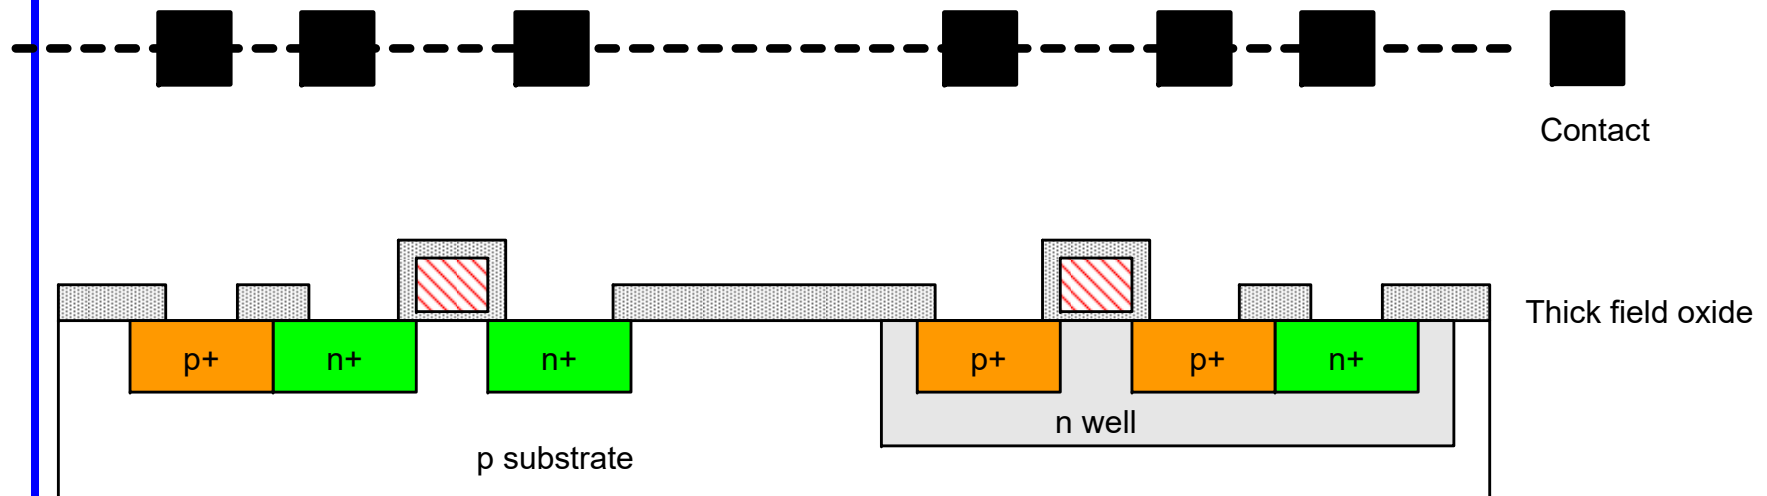 Contact
Thick field oxide
p+ n+ n+ p+ p+ n+
n well
p substrate